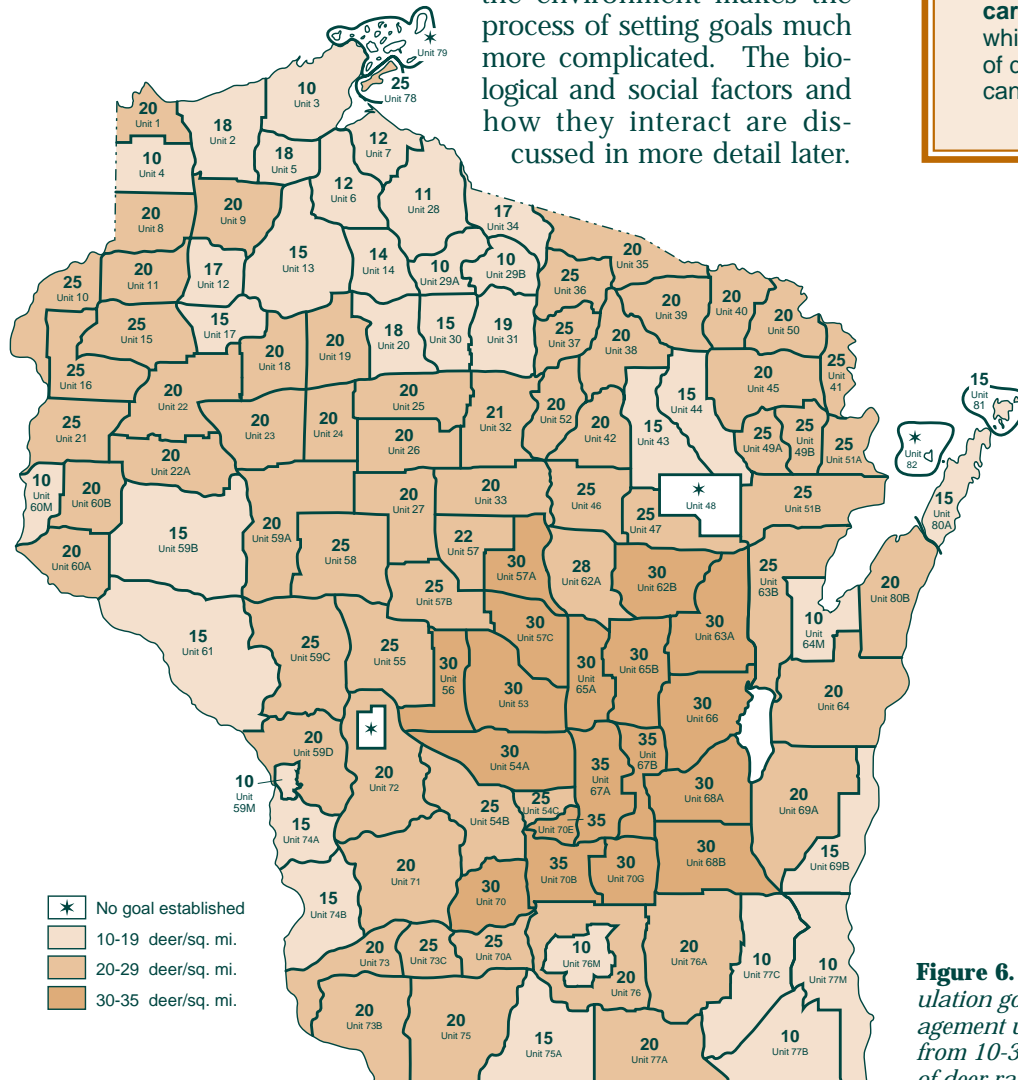 the environment makes the
process of setting goals much
more complicated. The bio-
logical and social factors and
how they interact are dis-
cussed in more detail later.
car
whi
of d
can
✶
Unit 79
25
Unit 78
10
Unit 3
20
Unit 1
18
Unit 2
12
Unit 7
18
Unit 5
10
Unit 4
12
Unit 6
11
Unit 28
20
Unit 9
20
Unit 8
17
Unit 34
15
Unit 13
14
Unit 14
10
Unit 29A
10
Unit 29B
20
Unit 35
25
Unit 10
20
Unit 11
17
Unit 12
25
Unit 36
20
Unit 39
20
Unit 40
20
Unit 50
25
Unit 15
15
Unit 17
20
Unit 18
20
Unit 19
18
Unit 20
15
Unit 30
19
Unit 31
25
Unit 37
20
Unit 38
25
Unit
41
25
Unit 16
20
Unit 22
20
Unit 25
15
Unit 44
20
Unit 45
15
Unit
81
25
Unit 21
20
Unit 23
20
Unit 24
20
Unit 26
21
Unit 32
20
Unit 52
20
Unit 42
15
Unit 43
25
Unit 49A
25
Unit
49B
25
Unit 51A
✶
Unit
82
20
Unit 22A
10
Unit
60M
20
Unit 60B
20
Unit 27
20
Unit 33
25
Unit 46
✶
Unit 48
25
Unit 51B
15
Unit
80A
25
Unit 47
15
Unit 59B
20
Unit 59A
25
Unit 58
22
Unit 57
30
Unit 57A
28
Unit 62A
30
Unit 62B
20
Unit 60A
25
Unit
63B
20
Unit 80B
25
Unit 57B
30
Unit 57C
30
Unit 63A
10
Unit
64M
15
Unit 61
25
Unit 59C
25
Unit 55
30
Unit
56
30
Unit 53
30
Unit
65A
30
Unit 65B
30
Unit 66
20
Unit 64
✶
20
Unit 59D
20
Unit 72
30
Unit 54A
35
Unit
67A
35
Unit
67B
30
Unit 68A
20
Unit 69A
10
Unit
59M
25
Unit 54B
25
Unit 54C
35
Unit 70E
15
Unit 74A
30
Unit 68B
15
Unit 69B
20
Unit 71
35
Unit 70B
30
Unit 70G
30
Unit 70
15
Unit 74B
20
Unit 73
25
Unit 73C
25
Unit 70A
10
Unit 76M
20
Unit 76
20
Unit 76A
10
Unit 77C
10
Unit 77M
20
Unit 73B
20
Unit 75
15
Unit 75A
20
Unit 77A
10
Unit 77B
✶ No goal established
10-19 deer/sq. mi.
20-29 deer/sq. mi.
30-35 deer/sq. mi.
Figure 6.
ulation go
agement u
from 10-3
of deer ra